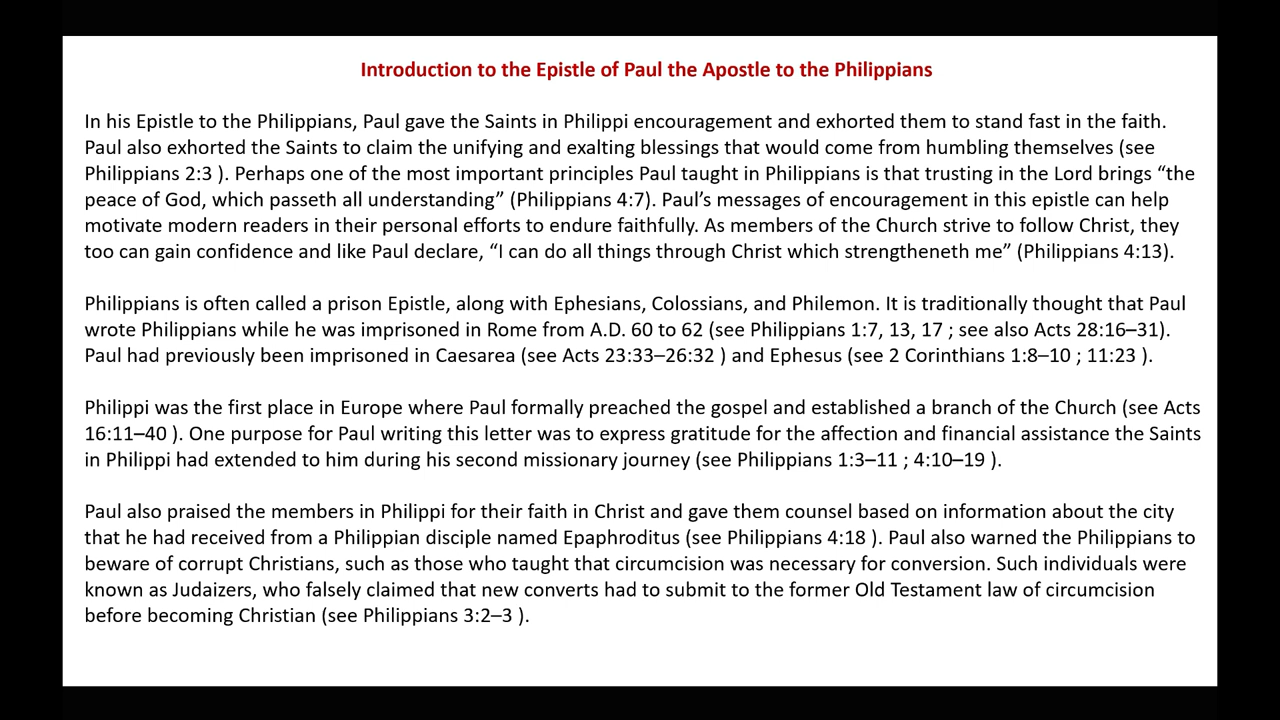 Introduction to the Epistle of Paul the Apostle to the Philippians
In his Epistle to the Philippians, Paul gave the Saints in Philippi encouragement and exhorted them to stand fast in the faith.
Paul also exhorted the Saints to claim the unifying and exalting blessings that would come from humbling themselves (see
Philippians 2:3 ). Perhaps one of the most important principles Paul taught in Philippians is that trusting in the Lord brings “the
peace of God, which passeth all understanding” (Philippians 4:7). Paul’s messages of encouragement in this epistle can help
motivate modern readers in their personal efforts to endure faithfully. As members of the Church strive to follow Christ, they
too can gain confidence and like Paul declare, “I can do all things through Christ which strengtheneth me” (Philippians 4:13).
Philippians is often called a prison Epistle, along with Ephesians, Colossians, and Philemon. It is traditionally thought that Paul
wrote Philippians while he was imprisoned in Rome from A.D. 60 to 62 (see Philippians 1:7, 13, 17 ; see also Acts 28:16–31).
Paul had previously been imprisoned in Caesarea (see Acts 23:33–26:32 ) and Ephesus (see 2 Corinthians 1:8–10 ; 11:23 ).
Philippi was the first place in Europe where Paul formally preached the gospel and established a branch of the Church (see Acts
16:11–40 ). One purpose for Paul writing this letter was to express gratitude for the affection and financial assistance the Saints
in Philippi had extended to him during his second missionary journey (see Philippians 1:3–11 ; 4:10–19 ).
Paul also praised the members in Philippi for their faith in Christ and gave them counsel based on information about the city
that he had received from a Philippian disciple named Epaphroditus (see Philippians 4:18 ). Paul also warned the Philippians to
beware of corrupt Christians, such as those who taught that circumcision was necessary for conversion. Such individuals were
known as Judaizers, who falsely claimed that new converts had to submit to the former Old Testament law of circumcision
before becoming Christian (see Philippians 3:2–3 ).